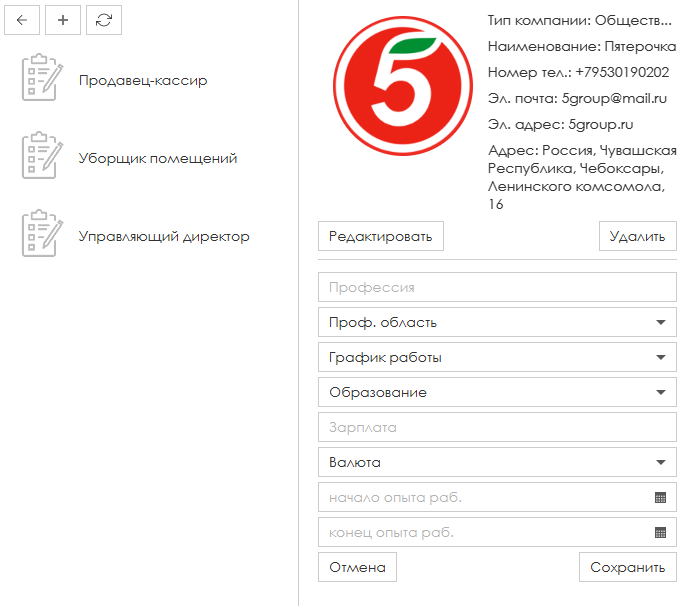 Продавец-кассир
Уборщик помещений
Управляющий директор
5
Тип компании: Обществ...
Наименование: Пятерочка
Номер тел.: +79530190202
Эл. почта: 5group@mail.ru
Эл. адрес: 5group.ru
Адрес: Россия, Чувашская
Республика, Чебоксары,
Ленинского комсомола,
16
Редактировать
Удалить
Профессия
Проф. область
График работы
Образование
Зарплата
Валюта
начало опыта раб.
конец опыта раб.
Отмена
Сохранить